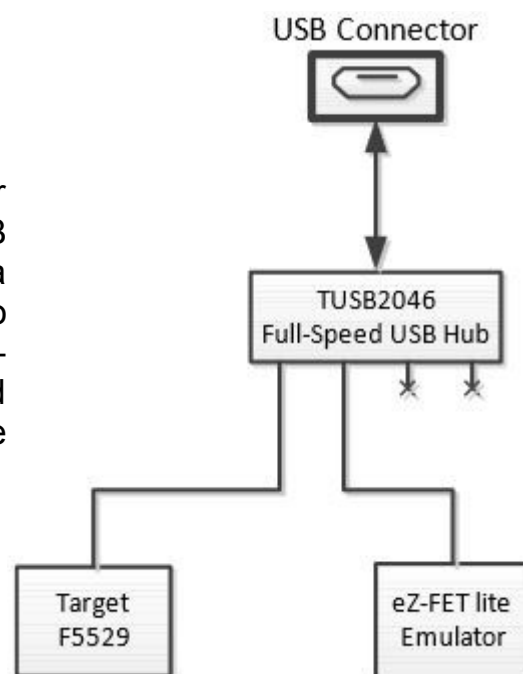 USB Connector
TUSB2046
Full-Speed USB Hub
Target
F5529
eZ-FET lite
Emulator